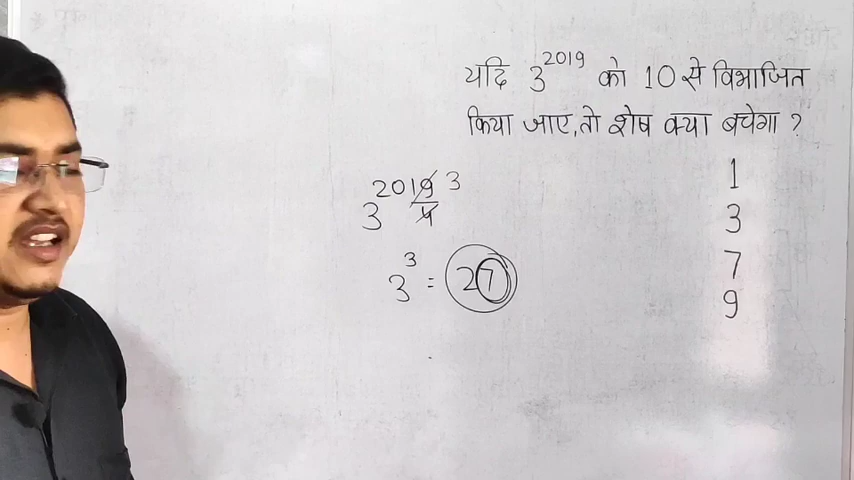 यदि 3^2019 को 10 से विभाजित
किया जाए, तो शेष क्या बचेगा ?
1
3
7
9
3^2019/4 3
3^3 = 27